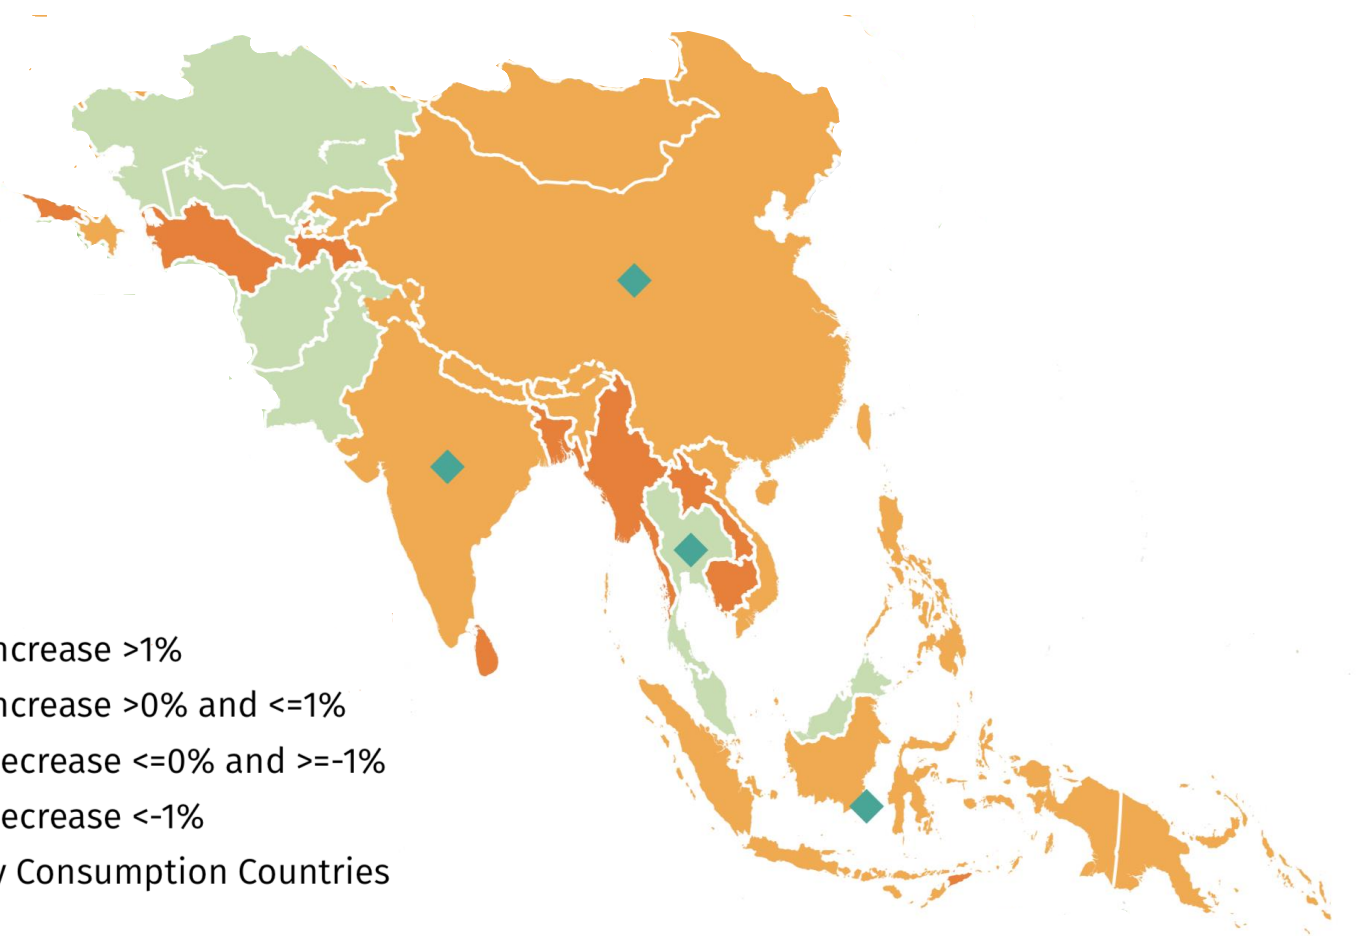 ncrease >1%
ncrease >0% and <=1%
ecrease <=0% and >=-1%
ecrease <-1%
y Consumption Countries